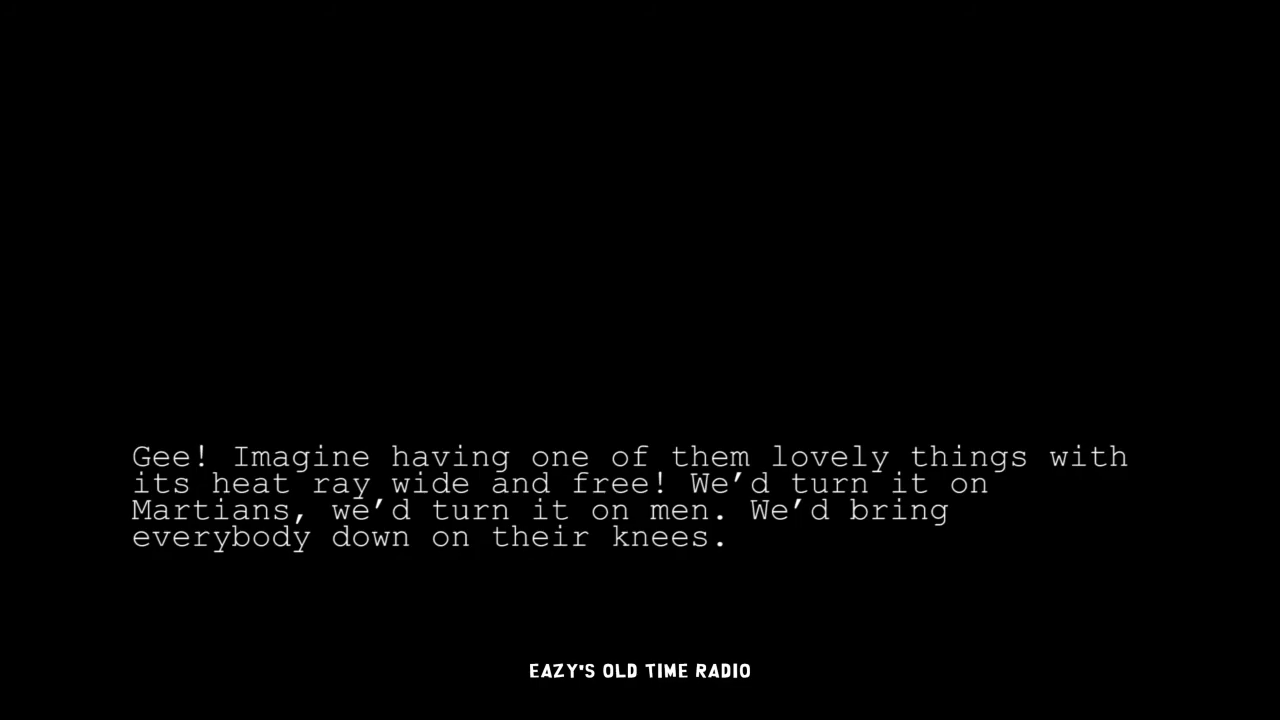 Gee! Imagine having one of them lovely things with
its heat ray wide and free! We’d turn it on
Martians, we’d turn it on men. We’d bring
everybody down on their knees.
EAZY'S OLD TIME RADIO